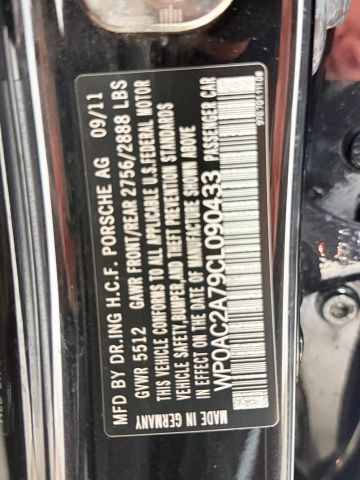 MFD BY DR.ING H.C.F. PORSCHE AG 09/11
GVWR 5512 GAWR FRONT/REAR 2756/2888 LBS
THIS VEHICLE CONFORMS TO ALL APPLICABLE U.S.FEDERAL MOTOR
VEHICLE SAFETY,BUMPER,AND THEFT PREVENTION STANDARDS
IN EFFECT ON THE DATE OF MANUFACTURE SHOWN ABOVE
WP0AC2A79CL090433 PASSENGER CAR
MADE IN GERMANY